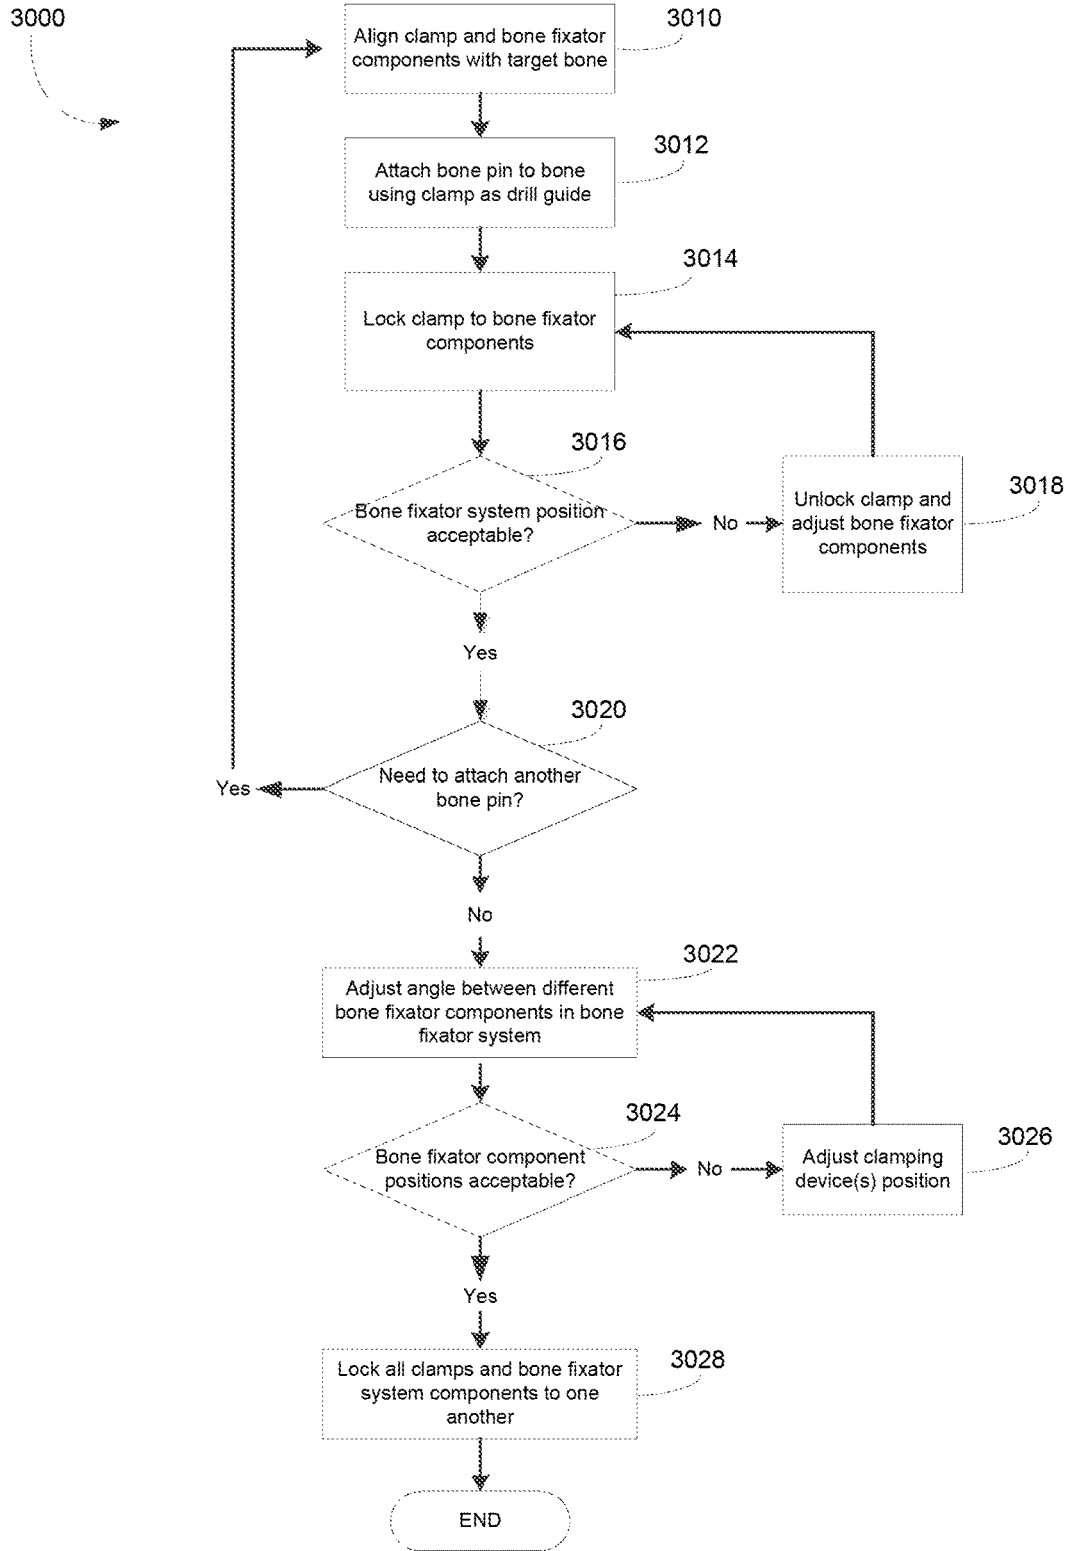 3000
3010
Align clamp and bone fixator
components with target bone
3012
Attach bone pin to bone
using clamp as drill guide
3014
Lock clamp to bone fixator
components
3016
Bone fixator system position
acceptable?
No
3018
Unlock clamp and
adjust bone fixator
components
Yes
3020
Need to attach another
bone pin?
Yes
No
3022
Adjust angle between different
bone fixator components in bone
fixator system
3024
Bone fixator component
positions acceptable?
No
3026
Adjust clamping
device(s) position
Yes
3028
Lock all clamps and bone fixator
system components to one
another
END